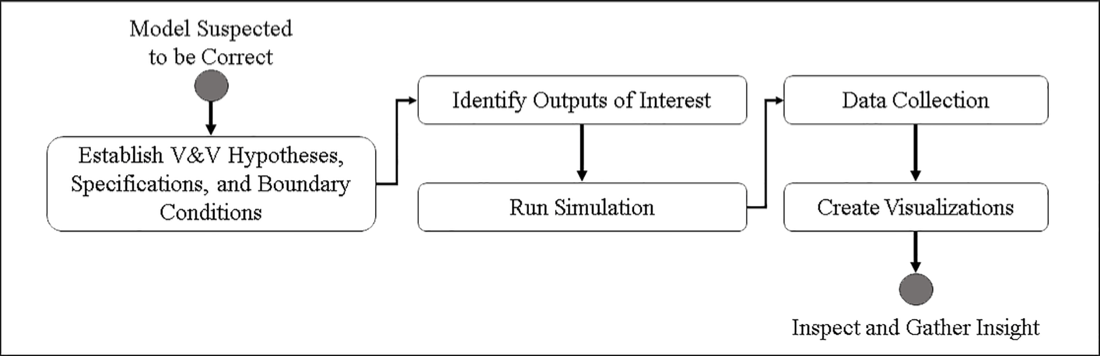 Model Suspected
to be Correct
Establish V&V Hypotheses,
Specifications, and Boundary
Conditions
Identify Outputs of Interest
Run Simulation
Data Collection
Create Visualizations
Inspect and Gather Insight